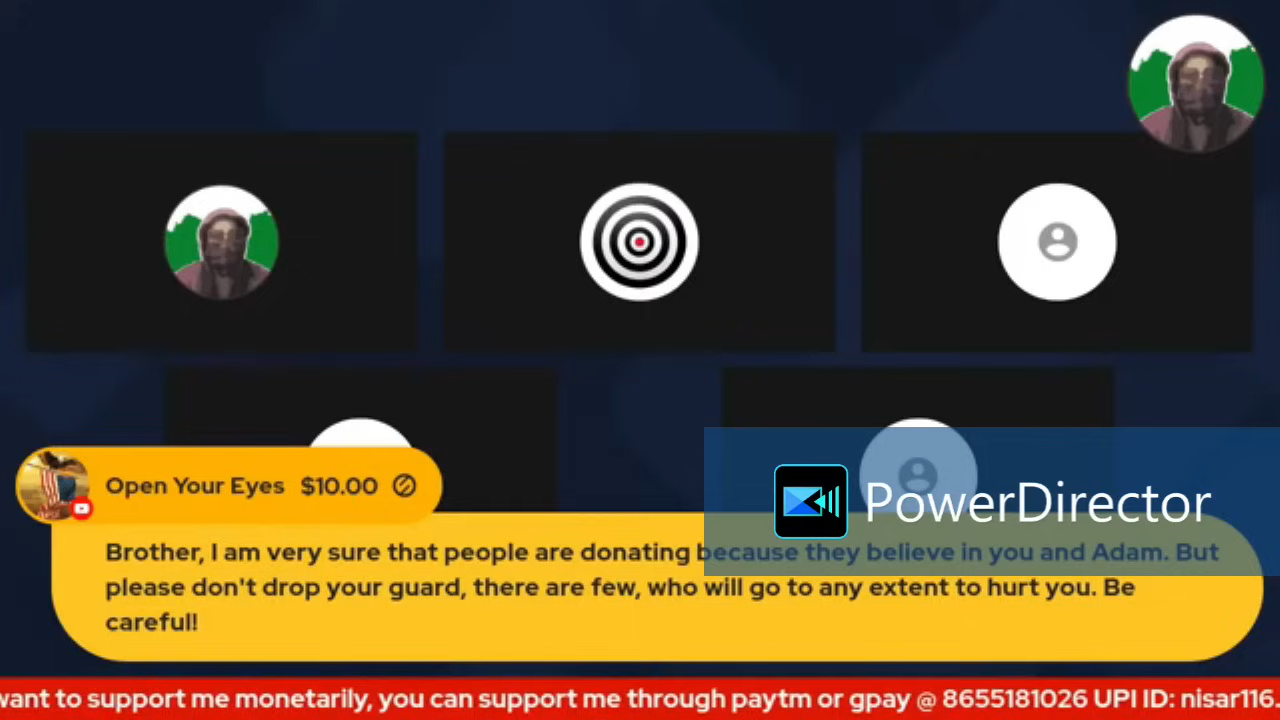 Open Your Eyes $10.00
PowerDirector
Brother, I am very sure that people are donating because they believe in you and Adam. But
please don't drop your guard, there are few, who will go to any extent to hurt you. Be
careful!
want to support me monetarily, you can support me through paytm or gpay @ 8655181026 UPI ID: nisar116.